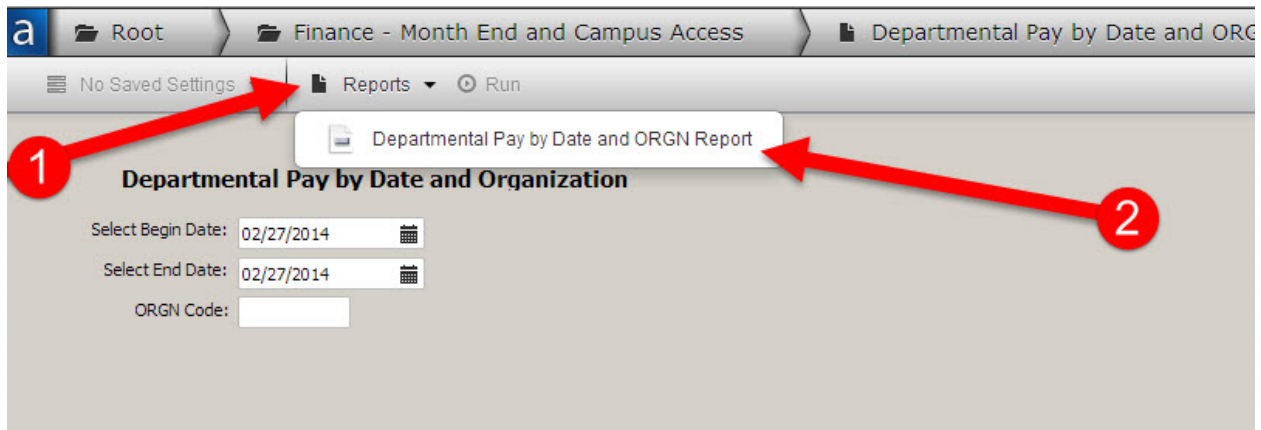 a Root Finance - Month End and Campus Access Departmental Pay by Date and ORG
No Saved Settings Reports Run
Departmental Pay by Date and ORGN Report
1
Departmental Pay by Date and Organization
2
Select Begin Date: 02/27/2014
Select End Date: 02/27/2014
ORGN Code: